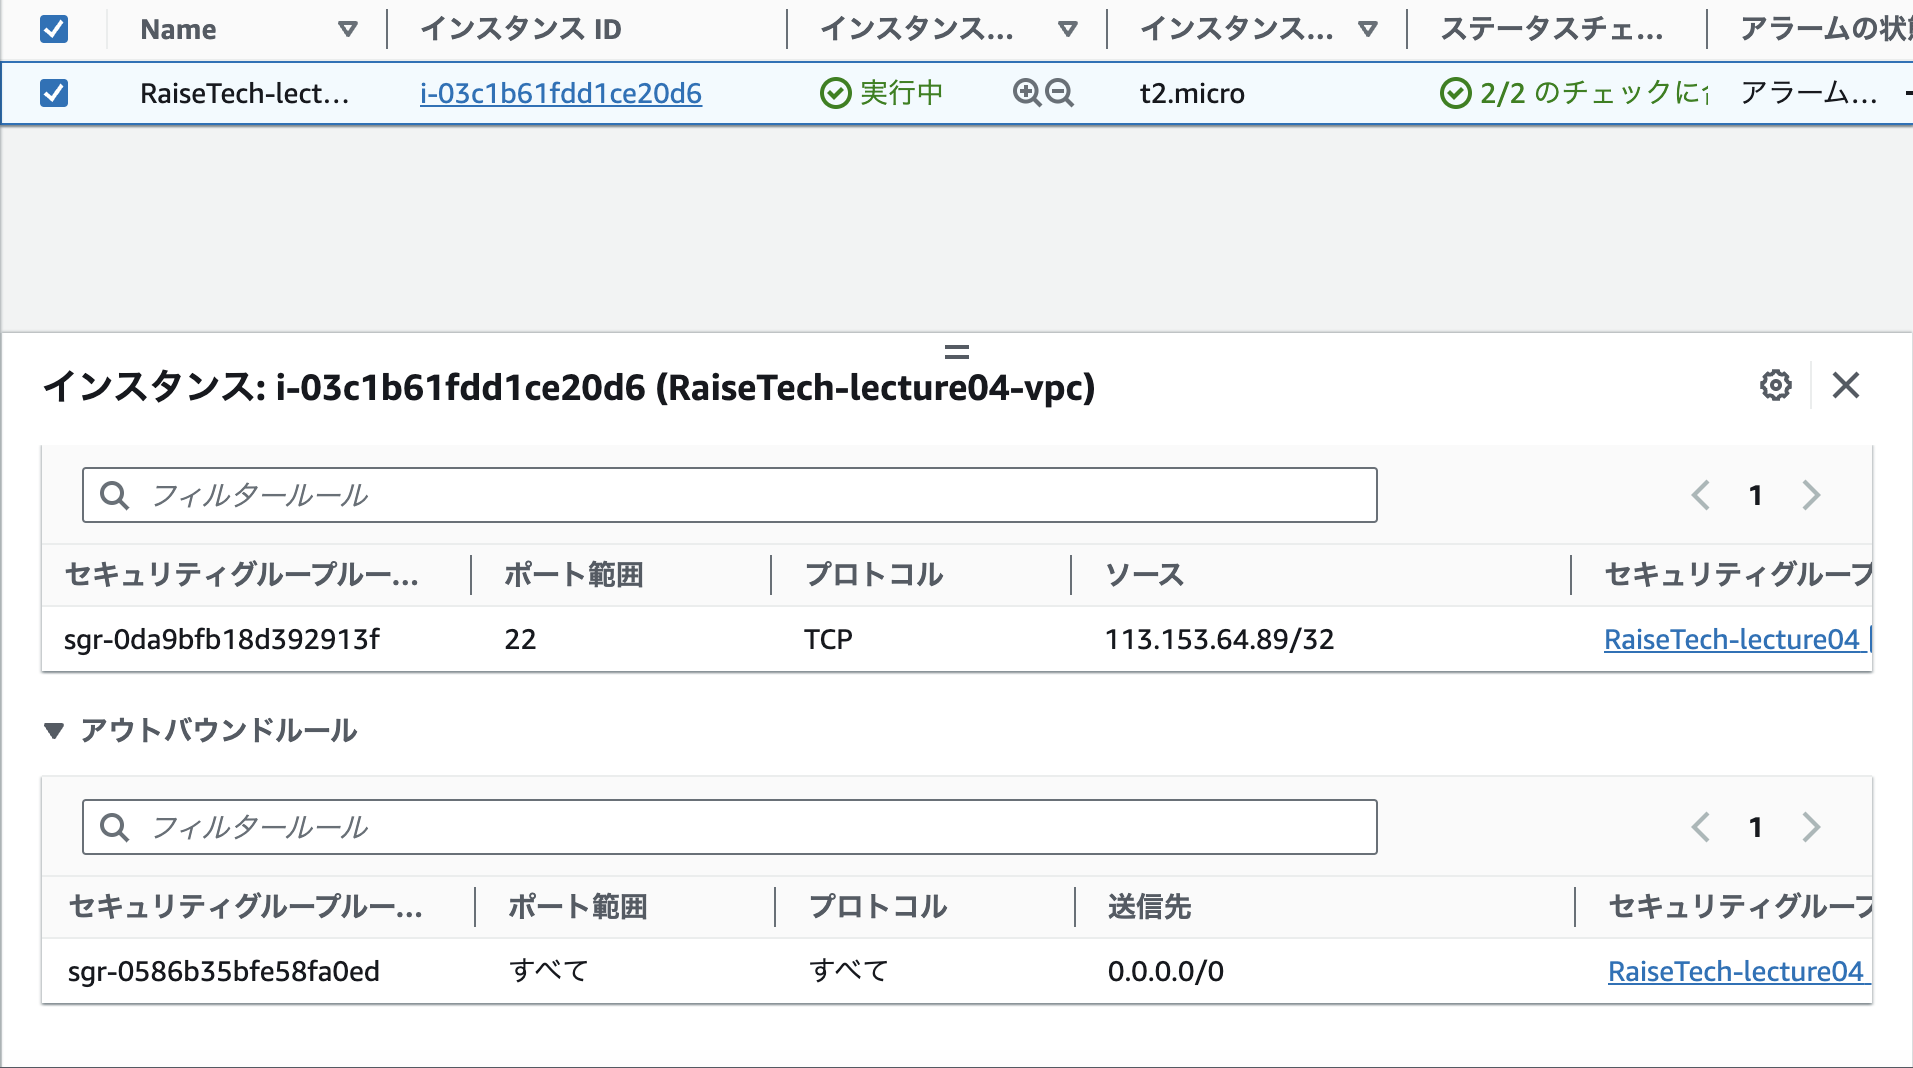 Name インスタンス ID インスタンス... インスタンス... ステータスチェ... アラームの状
RaiseTech-lect... i-03c1b61fdd1ce20d6 実行中 t2.micro 2/2 のチェックに アラーム...
インスタンス: i-03c1b61fdd1ce20d6 (RaiseTech-lecture04-vpc)
フィルタールール 1
セキュリティグループルー... ポート範囲 プロトコル ソース セキュリティグループ
sgr-0da9bfb18d392913f 22 TCP 113.153.64.89/32 RaiseTech-lecture04
アウトバウンドルール
フィルタールール 1
セキュリティグループルー... ポート範囲 プロトコル 送信先 セキュリティグループ
sgr-0586b35bfe58fa0ed すべて すべて 0.0.0.0/0 RaiseTech-lecture04